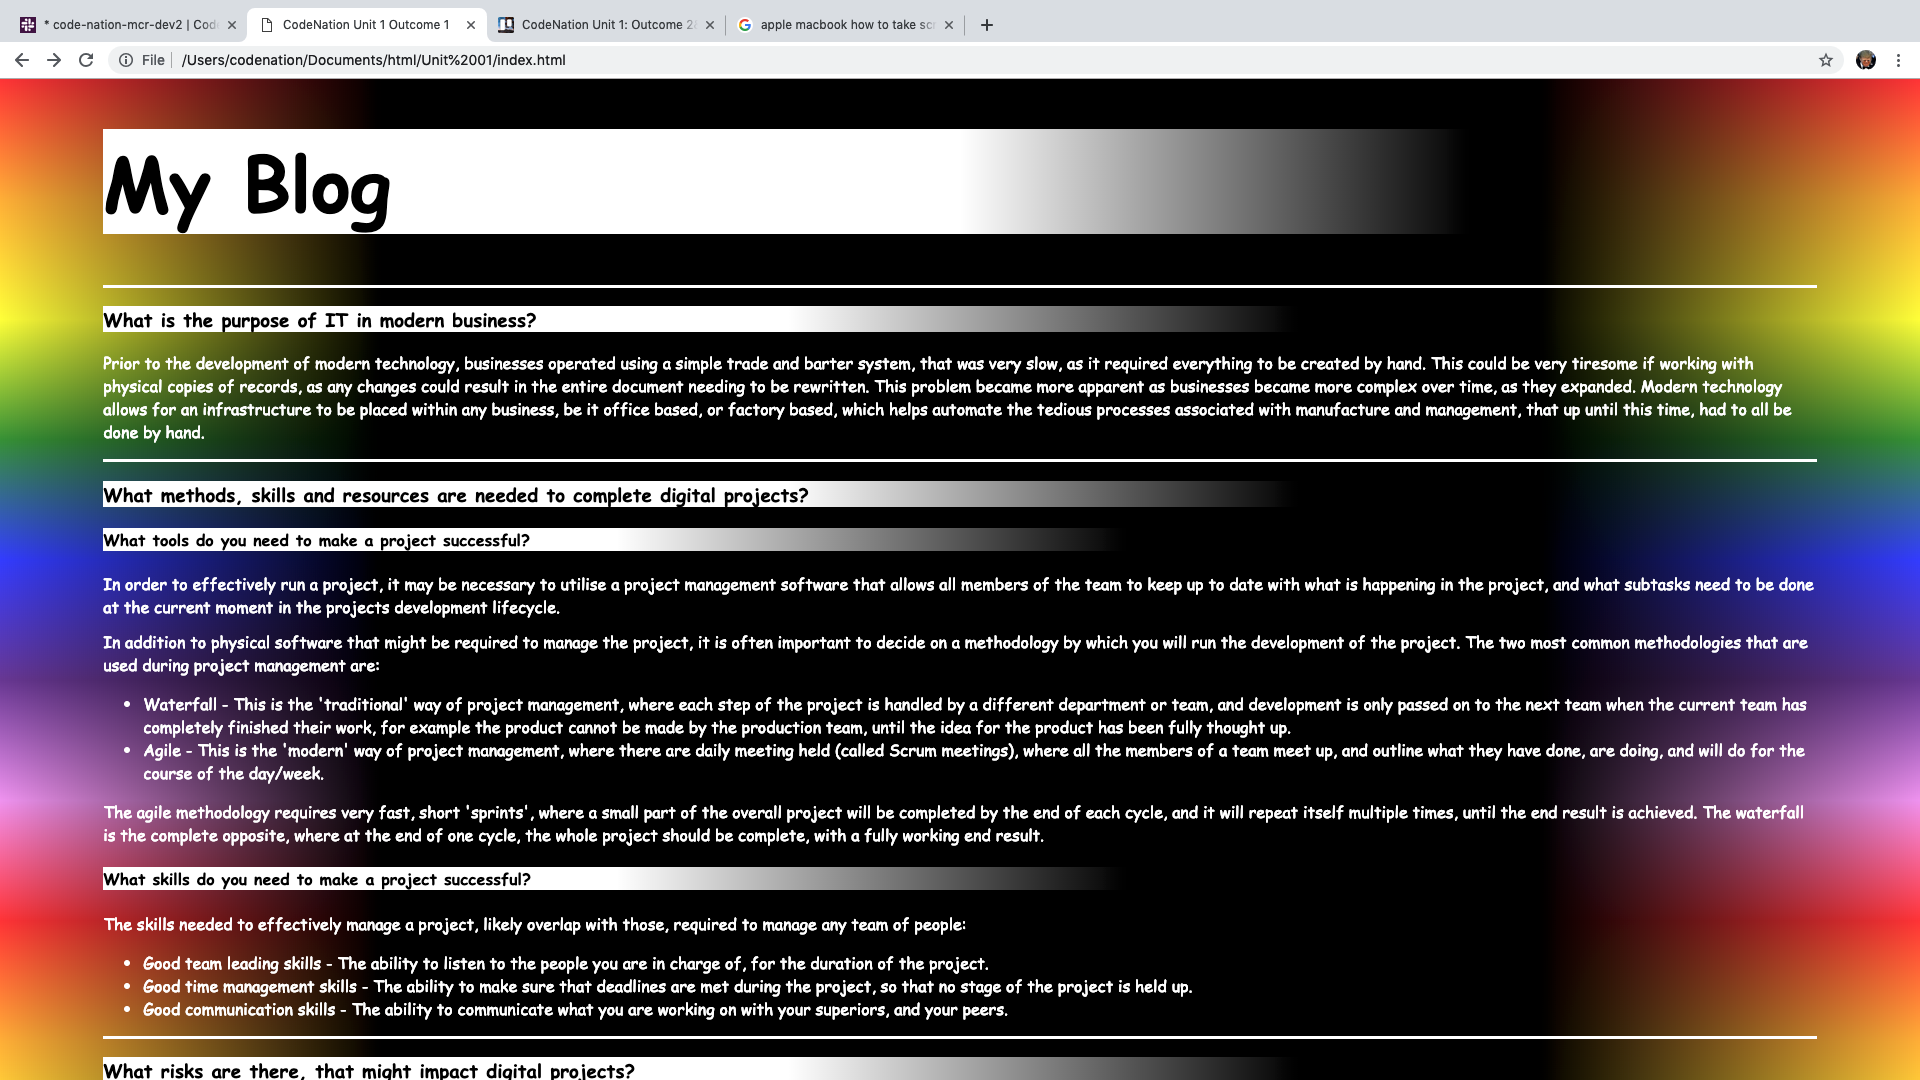 * code-nation-mcr-dev2 | Cod
CodeNation Unit 1 Outcome 1
CodeNation Unit 1: Outcome 2
apple macbook how to take scr
File
/Users/codenation/Documents/html/Unit%2001/index.html
My Blog
What is the purpose of IT in modern business?
Prior to the development of modern technology, businesses operated using a simple trade and barter system, that was very slow, as it required everything to be created by hand. This could be very tiresome if working with
physical copies of records, as any changes could result in the entire document needing to be rewritten. This problem became more apparent as businesses became more complex over time, as they expanded. Modern technology
allows for an infrastructure to be placed within any business, be it office based, or factory based, which helps automate the tedious processes associated with manufacture and management, that up until this time, had to all be
done by hand.
What methods, skills and resources are needed to complete digital projects?
What tools do you need to make a project successful?
In order to effectively run a project, it may be necessary to utilise a project management software that allows all members of the team to keep up to date with what is happening in the project, and what subtasks need to be done
at the current moment in the projects development lifecycle.
In addition to physical software that might be required to manage the project, it is often important to decide on a methodology by which you will run the development of the project. The two most common methodologies that are
used during project management are:
• Waterfall - This is the 'traditional' way of project management, where each step of the project is handled by a different department or team, and development is only passed on to the next team when the current team has
completely finished their work, for example the product cannot be made by the production team, until the idea for the product has been fully thought up.
• Agile - This is the 'modern' way of project management, where there are daily meeting held (called Scrum meetings), where all the members of a team meet up, and outline what they have done, are doing, and will do for the
course of the day/week.
The agile methodology requires very fast, short 'sprints', where a small part of the overall project will be completed by the end of each cycle, and it will repeat itself multiple times, until the end result is achieved. The waterfall
is the complete opposite, where at the end of one cycle, the whole project should be complete, with a fully working end result.
What skills do you need to make a project successful?
The skills needed to effectively manage a project, likely overlap with those, required to manage any team of people:
• Good team leading skills - The ability to listen to the people you are in charge of, for the duration of the project.
• Good time management skills - The ability to make sure that deadlines are met during the project, so that no stage of the project is held up.
• Good communication skills - The ability to communicate what you are working on with your superiors, and your peers.
What risks are there, that might impact digital projects?